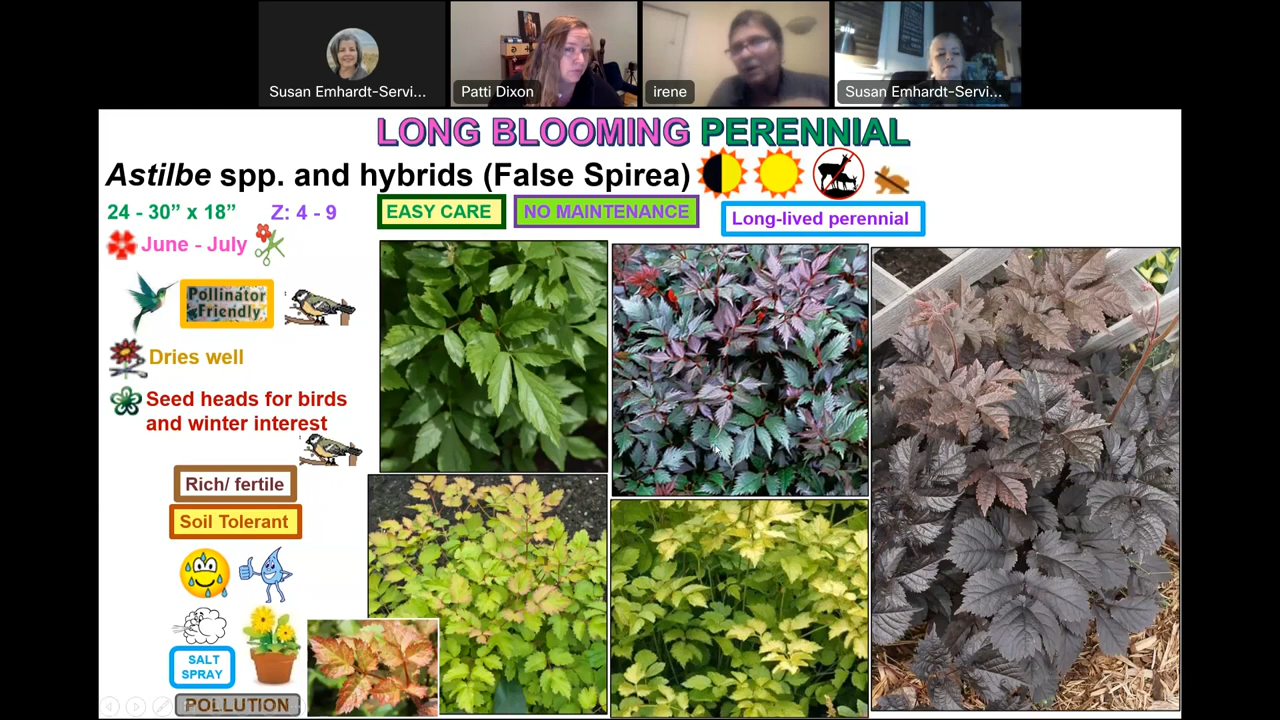 Susan Emhardt-Servi...
Patti Dixon
irene
Susan Emhardt-Servi...
LONG BLOOMING PERENNIAL
Astilbe spp. and hybrids (False Spirea)
24 - 30” x 18”
Z: 4 - 9
EASY CARE
NO MAINTENANCE
Long-lived perennial
June - July
Pollinator
Friendly
Dries well
Seed heads for birds
and winter interest
Rich/ fertile
Soil Tolerant
SALT
SPRAY
POLLUTION